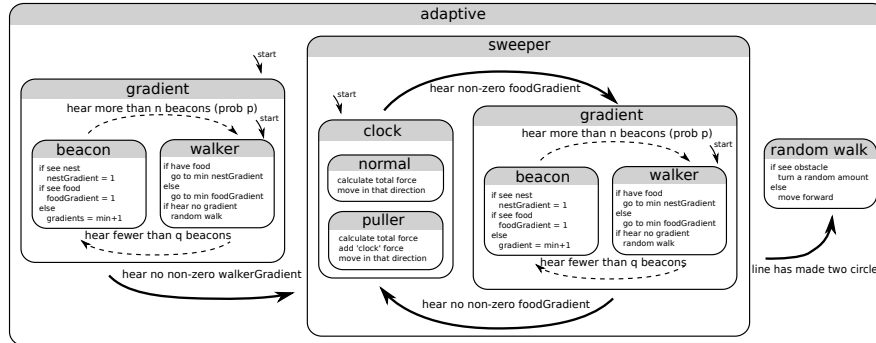 adaptive
start
gradient
hear more than n beacons (prob p)
start
beacon
if see nest
nestGradient = 1
if see food
foodGradient = 1
else
gradients = min+1
walker
if have food
go to min nestGradient
else
go to min foodGradient
if hear no gradient
random walk
hear fewer than q beacons
hear no non-zero walkerGradient
sweeper
start
hear non-zero foodGradient
clock
normal
calculate total force
move in that direction
puller
calculate total force
add 'clock' force
move in that direction
gradient
hear more than n beacons (prob p)
start
beacon
if see nest
nestGradient = 1
if see food
foodGradient = 1
else
gradient = min+1
walker
if have food
go to min nestGradient
else
go to min foodGradient
if hear no gradient
random walk
hear fewer than q beacons
hear no non-zero foodGradient
random walk
if see obstacle
turn a random amount
else
move forward
line has made two circle